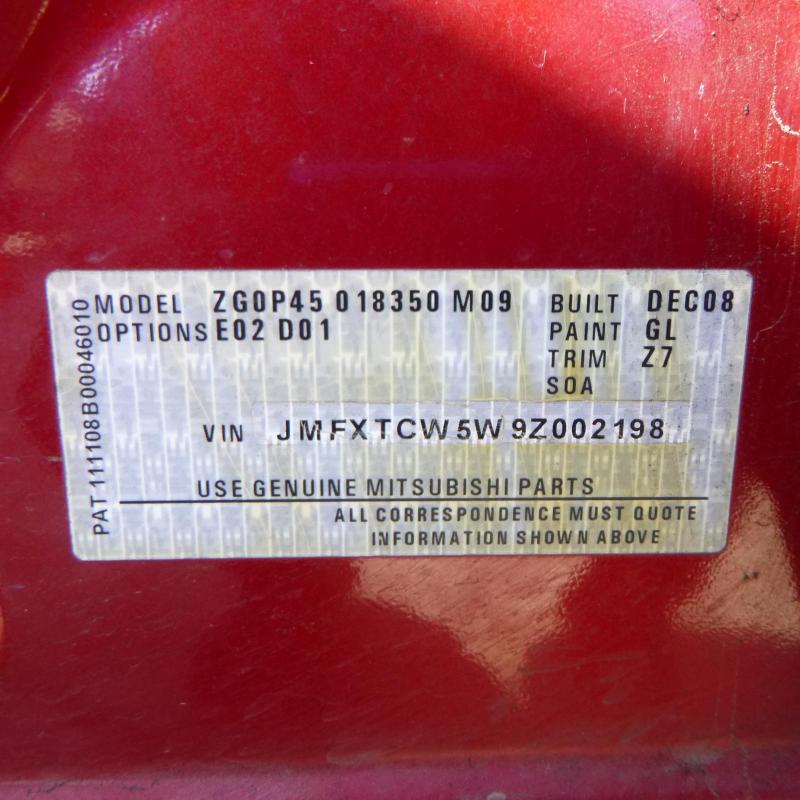 MODEL ZG0P45 018350 M09 BUILT DEC08
OPTIONS E02 D01 PAINT GL
TRIM Z7
SOA
VIN JMFXTCW5W9Z002198
USE GENUINE MITSUBISHI PARTS
ALL CORRESPONDENCE MUST QUOTE
INFORMATION SHOWN ABOVE
PAT 111108B00046010